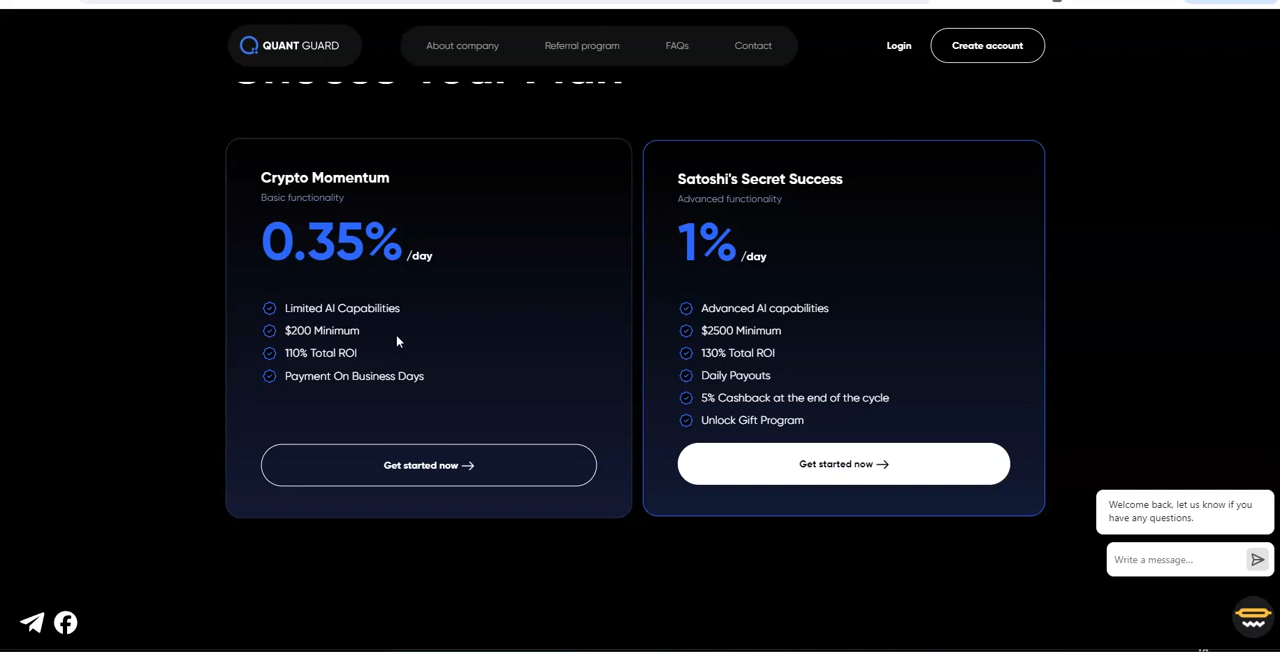 QUANT GUARD
About company
Referral program
FAQs
Contact
Login
Create account
Choose Your Plan
Crypto Momentum
Basic functionality
0.35% /day
Limited AI Capabilities
$200 Minimum
110% Total ROI
Payment On Business Days
Get started now
Satoshi's Secret Success
Advanced functionality
1% /day
Advanced AI capabilities
$2500 Minimum
130% Total ROI
Daily Payouts
5% Cashback at the end of the cycle
Unlock Gift Program
Get started now
Welcome back, let us know if you
have any questions.
Write a message...